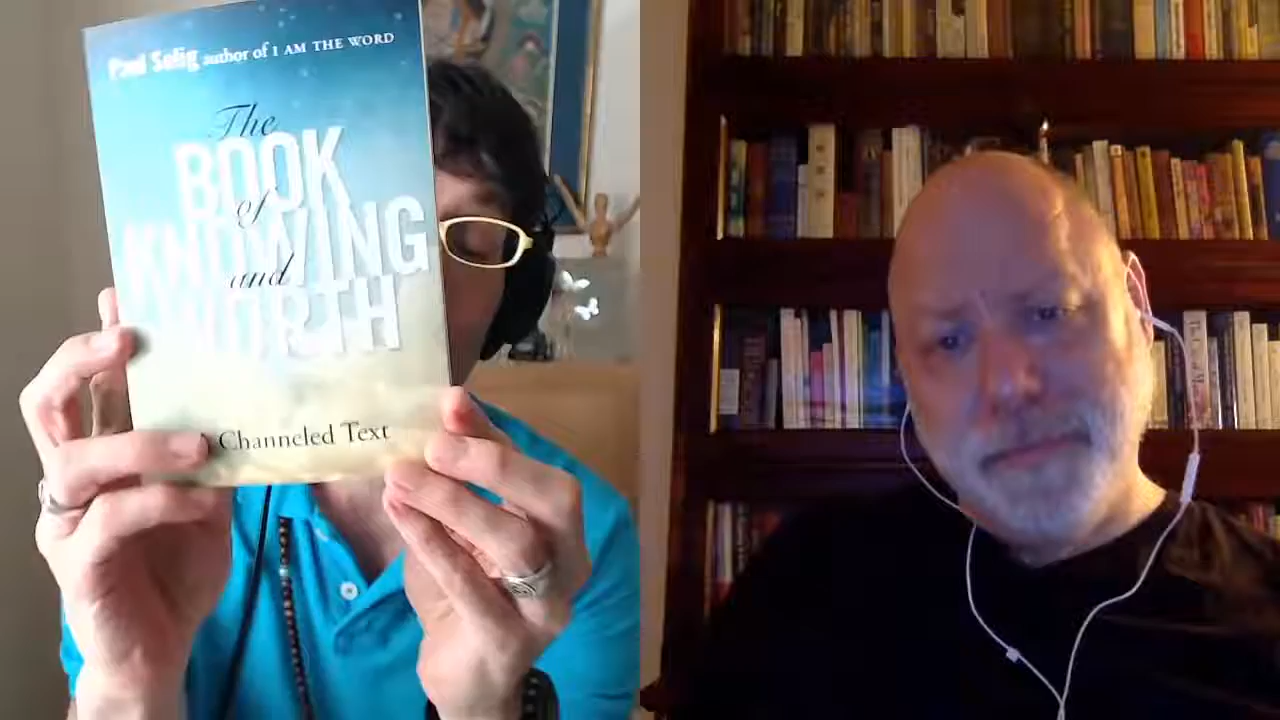 Paul Selig author of I AM THE WORD
The
BOOK
of
KNOWING
and
WORTH
Channeled Text